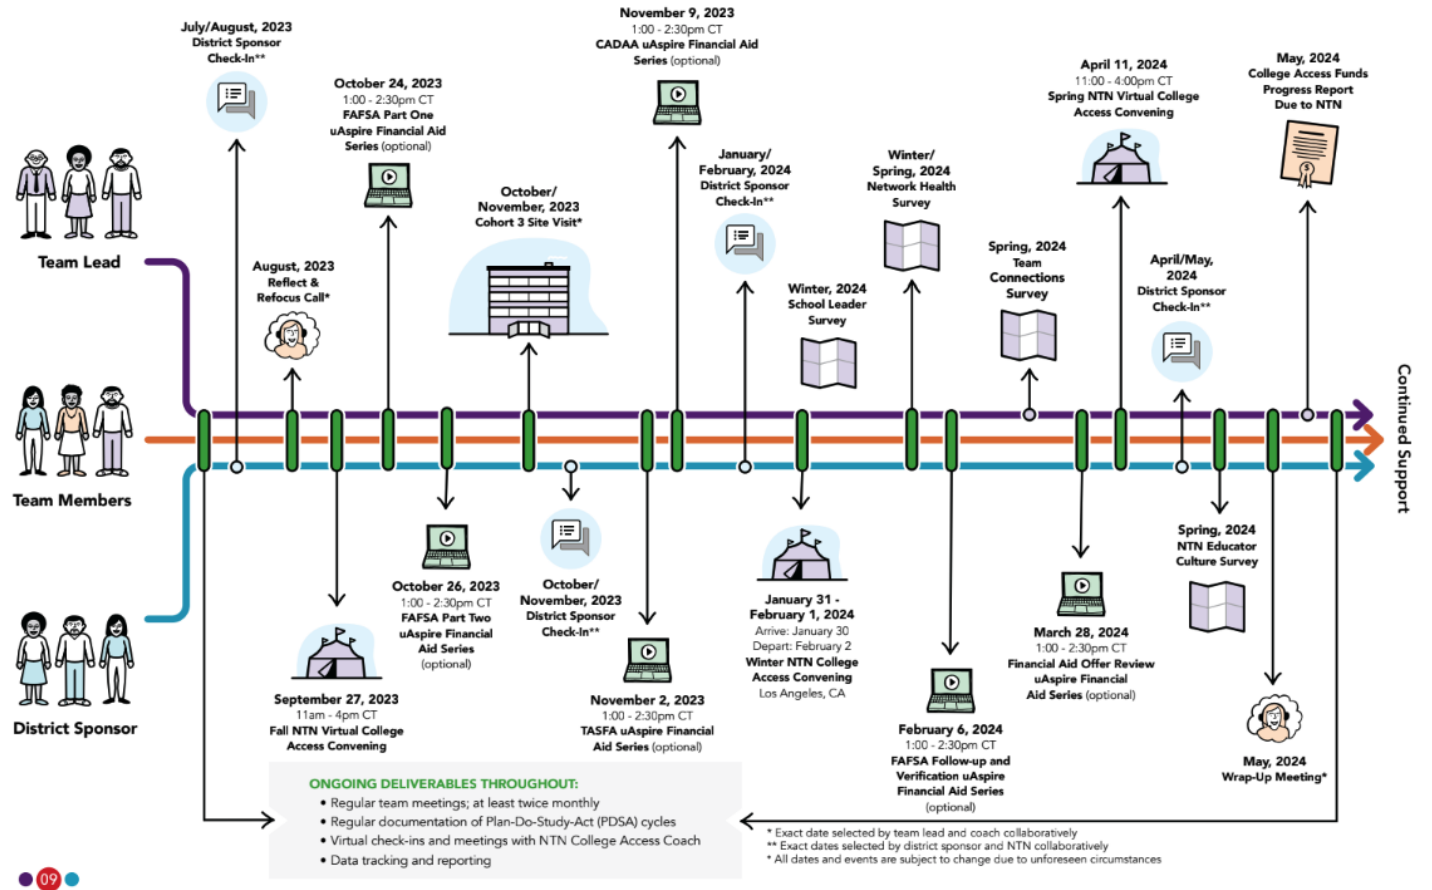 July/August, 2023
District Sponsor
Check-In**
October 24, 2023
1:00 - 2:30pm CT
FAFSA Part One
uAspire Financial Aid
Series (optional)
November 9, 2023
1:00 - 2:30pm CT
CADAA uAspire Financial Aid
Series (optional)
April 11, 2024
11:00 - 4:00pm CT
Spring NTN Virtual College
Access Convening
May, 2024
College Access Funds
Progress Report
Due to NTN
January/
February, 2024
District Sponsor
Check-In**
Winter/
Spring, 2024
Network Health
Survey
October/
November, 2023
Cohort 3 Site Visit*
Team Lead
August, 2023
Reflect &
Refocus Call*
Winter, 2024
School Leader
Survey
Spring, 2024
Team
Connections
Survey
April/May,
2024
District Sponsor
Check-In**
Team Members
Continued Support
October 26, 2023
1:00 - 2:30pm CT
FAFSA Part Two
uAspire Financial
Aid Series
(optional)
October/
November, 2023
District Sponsor
Check-In**
January 31 -
February 1, 2024
Arrive: January 30
Depart: February 2
Winter NTN College
Access Convening
Los Angeles, CA
Spring, 2024
NTN Educator
Culture Survey
March 28, 2024
1:00 - 2:30pm CT
Financial Aid Offer Review
uAspire Financial
Aid Series (optional)
District Sponsor
September 27, 2023
11am - 4pm CT
Fall NTN Virtual College
Access Convening
November 2, 2023
1:00 - 2:30pm CT
TASFA uAspire Financial
Aid Series (optional)
February 6, 2024
1:00 - 2:30pm CT
FAFSA Follow-up and
Verification uAspire
Financial Aid Series
(optional)
May, 2024
Wrap-Up Meeting*
ONGOING DELIVERABLES THROUGHOUT:
• Regular team meetings; at least twice monthly
• Regular documentation of Plan-Do-Study-Act (PDSA) cycles
• Virtual check-ins and meetings with NTN College Access Coach
• Data tracking and reporting
* Exact date selected by team lead and coach collaboratively
** Exact dates selected by district sponsor and NTN collaboratively
* All dates and events are subject to change due to unforeseen circumstances
09